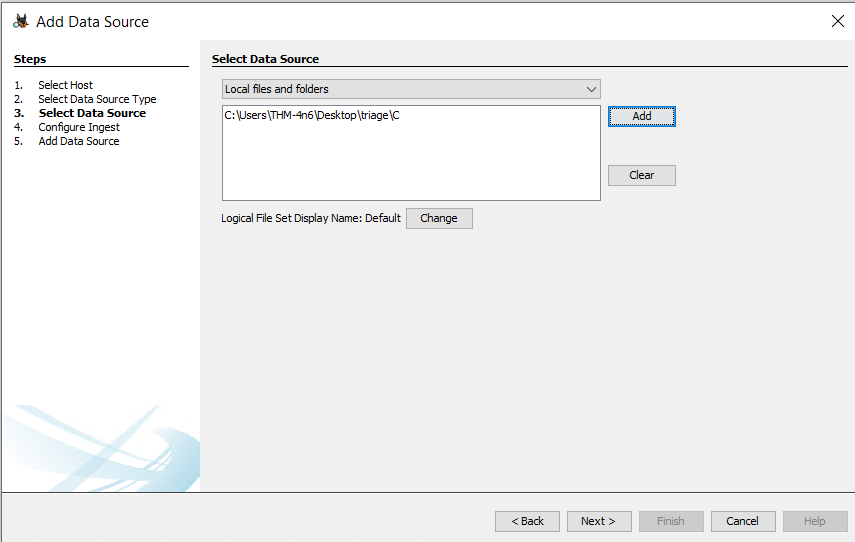 Add Data Source
Steps
1. Select Host
2. Select Data Source Type
3. Select Data Source
4. Configure Ingest
5. Add Data Source
Select Data Source
Local files and folders
C:\Users\THM-4n6\Desktop\triage\C
Add
Clear
Logical File Set Display Name: Default
Change
< Back
Next >
Finish
Cancel
Help